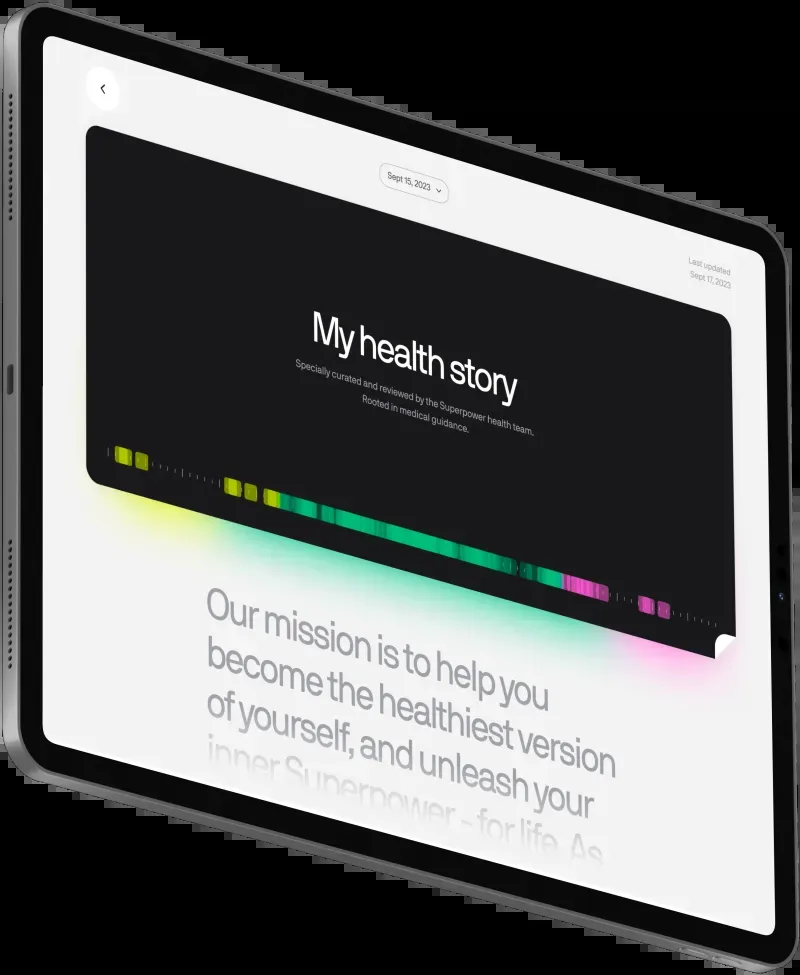 Sept 15, 2023
Last updated
Sept 17, 2023
My health story
Specially curated and reviewed by the Superpower health team.
Rooted in medical guidance.
Our mission is to help you
become the healthiest version
of yourself, and unleash your
inner Superpower - for life. As